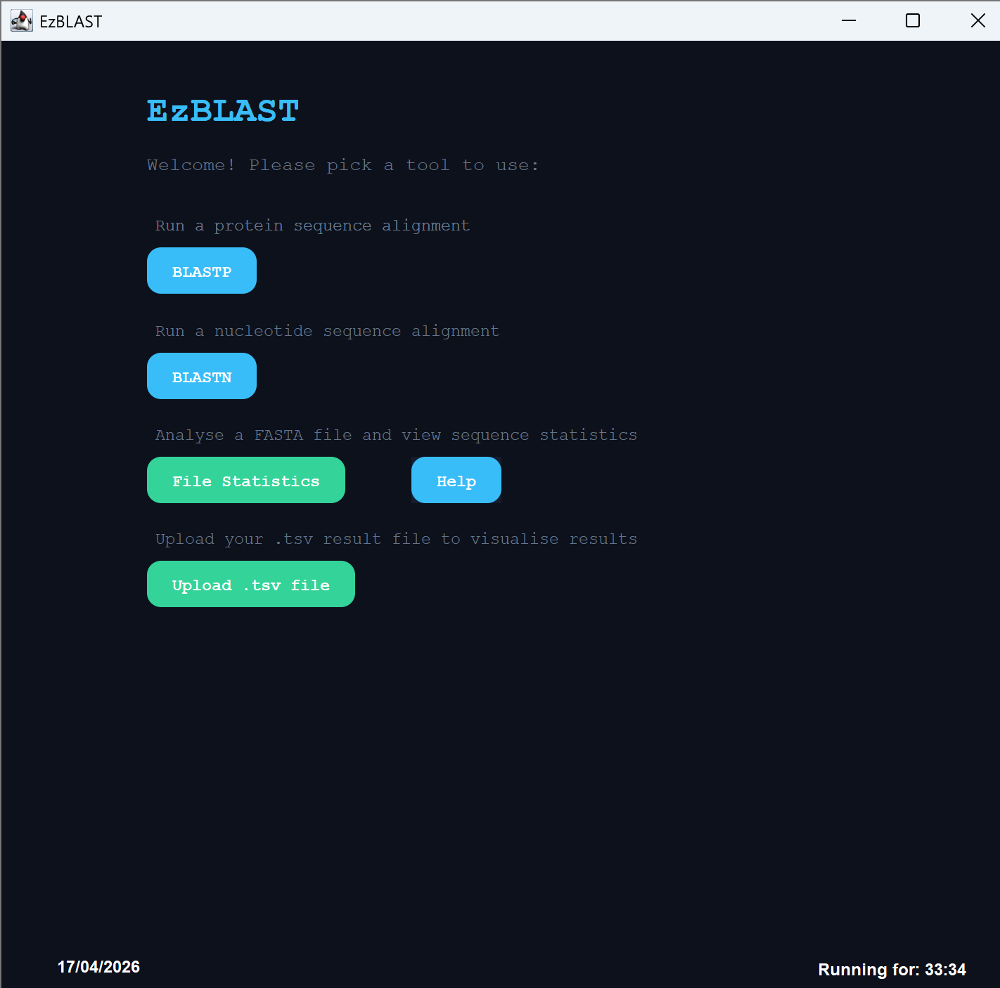 EzBLAST
EzBLAST
Welcome! Please pick a tool to use:
Run a protein sequence alignment
BLASTP
Run a nucleotide sequence alignment
BLASTN
Analyse a FASTA file and view sequence statistics
File Statistics
Help
Upload your .tsv result file to visualise results
Upload .tsv file
17/04/2026
Running for: 33:34